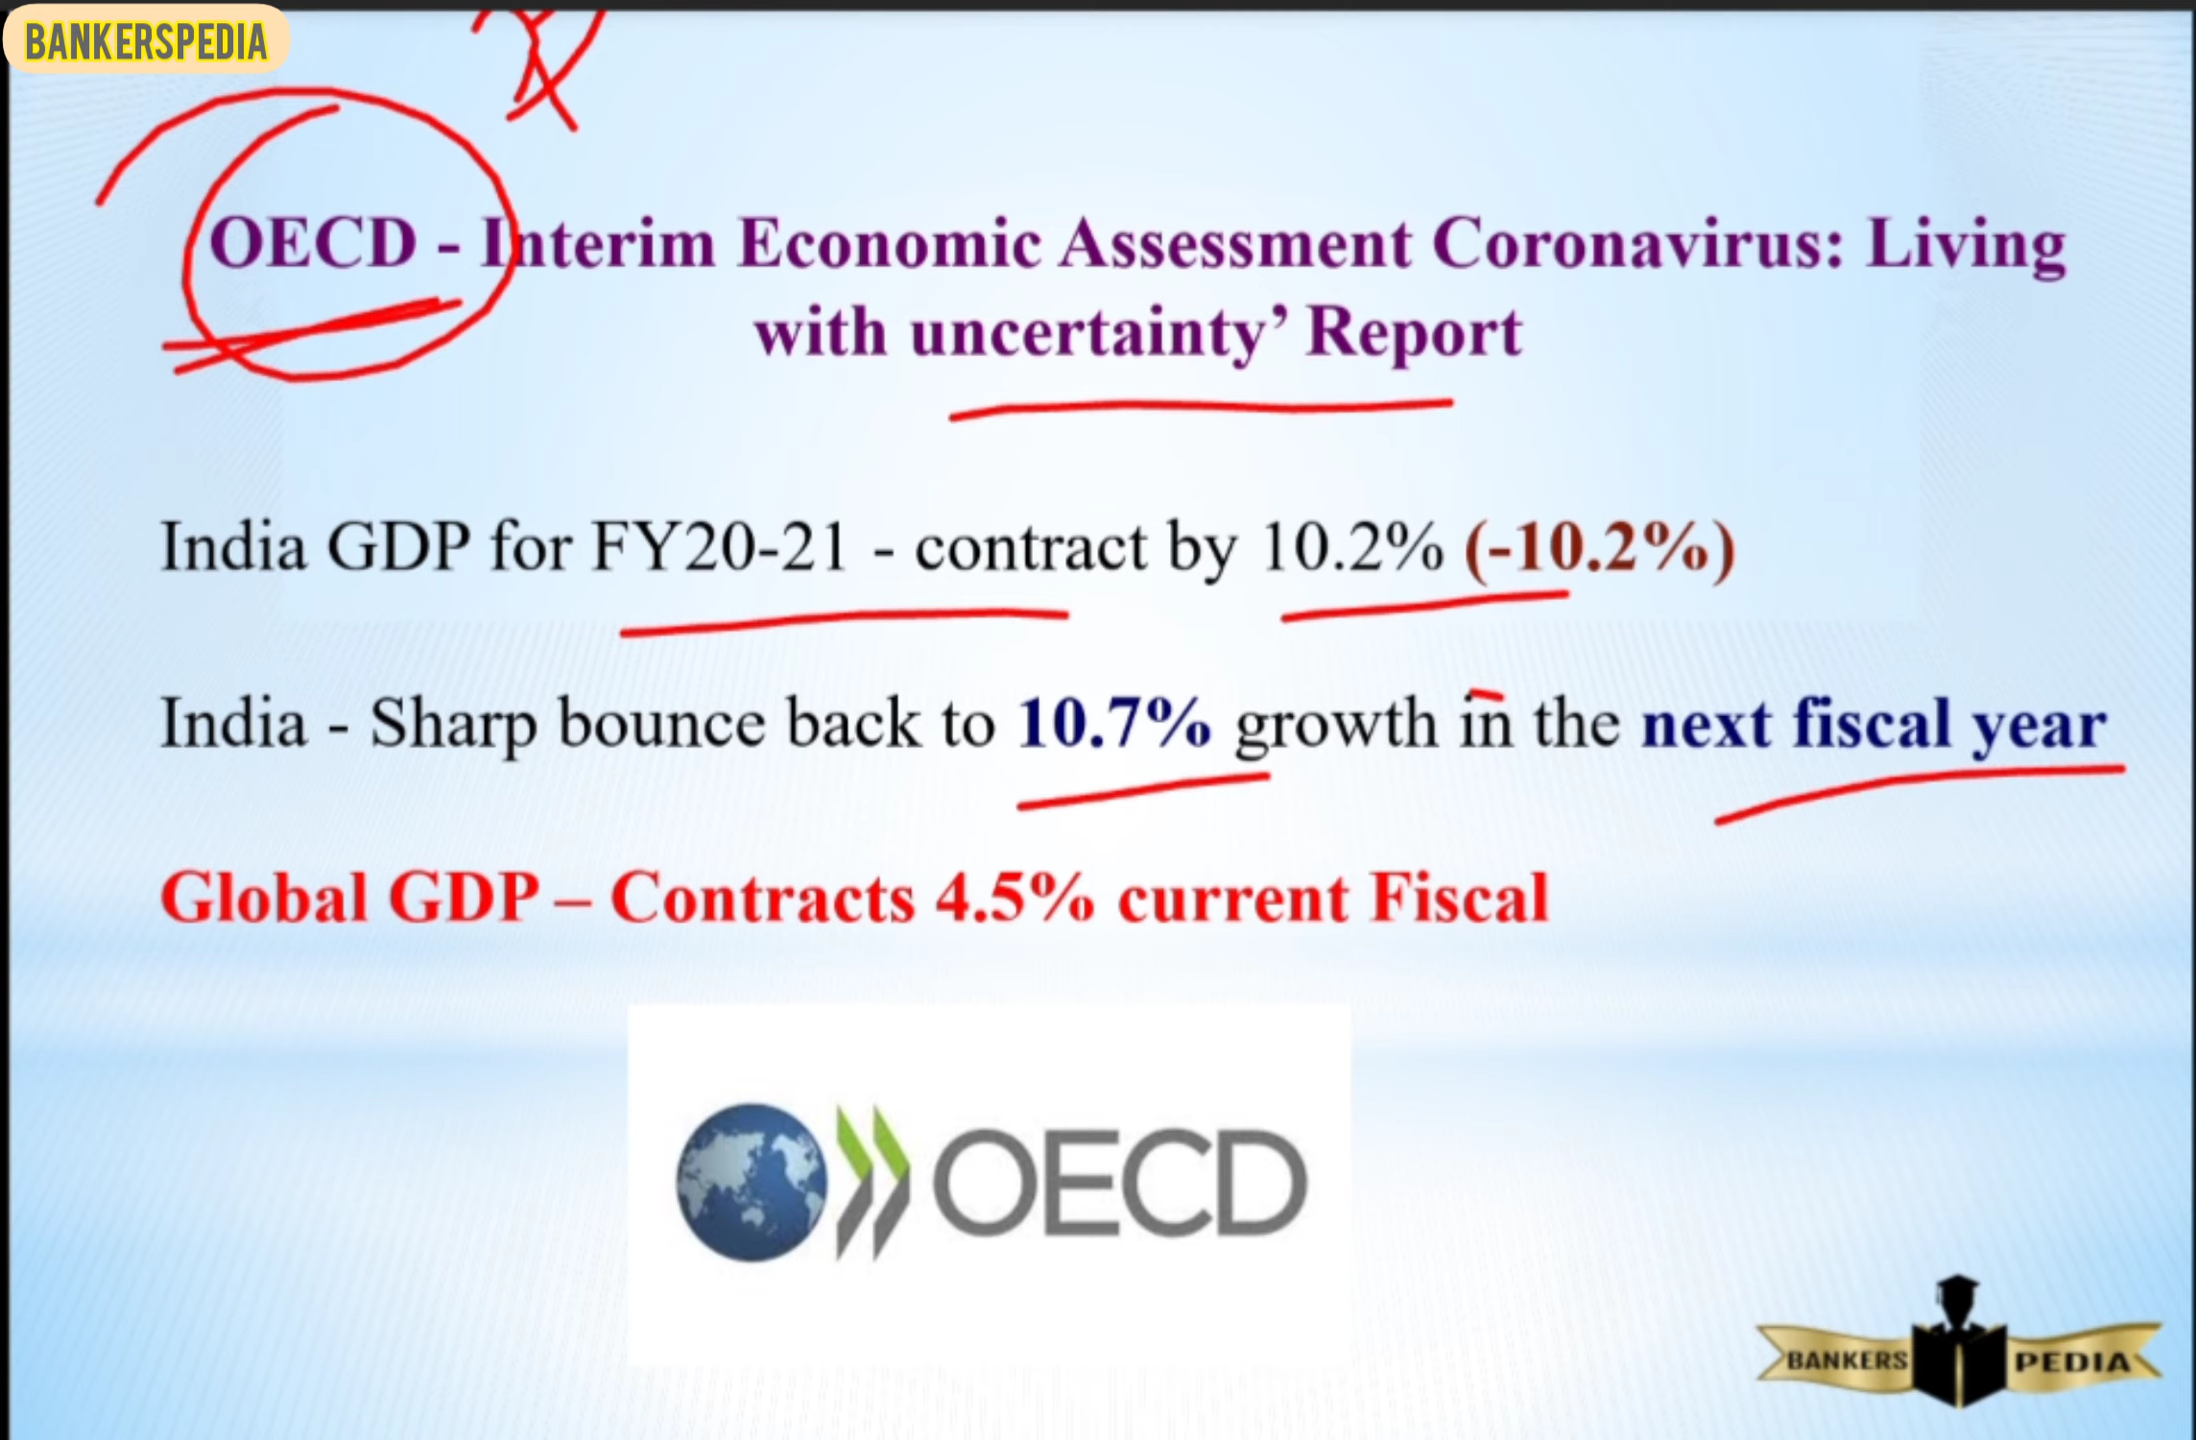 BANKERSPEDIA
OECD - Interim Economic Assessment Coronavirus: Living
with uncertainty’ Report
India GDP for FY20-21 - contract by 10.2% (-10.2%)
India - Sharp bounce back to 10.7% growth in the next fiscal year
Global GDP – Contracts 4.5% current Fiscal
OECD
BANKERS PEDIA